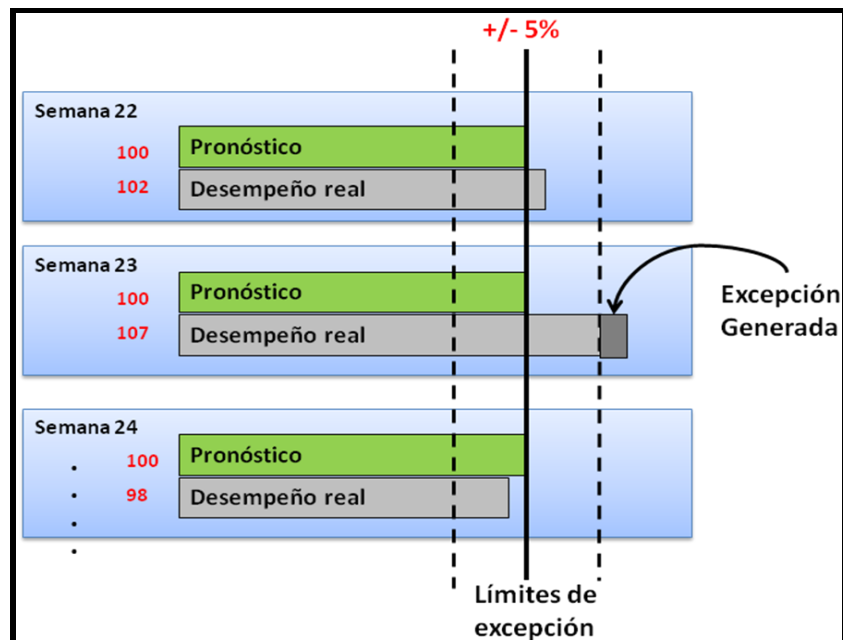 +/- 5%
Semana 22
100 Pronóstico
102 Desempeño real
Semana 23
100 Pronóstico
107 Desempeño real
Excepción
Generada
Semana 24
100 Pronóstico
98 Desempeño real
Límites de
excepción